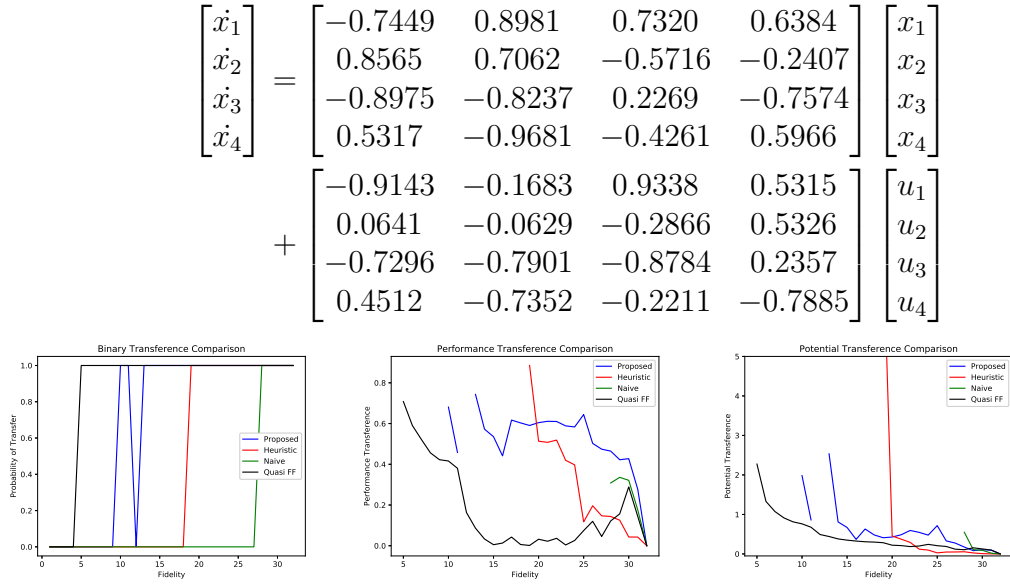 ẋ1 −0.7449 0.8981 0.7320 0.6384 x1
ẋ2 0.8565 0.7062 −0.5716 −0.2407 x2
=
ẋ3 −0.8975 −0.8237 0.2269 −0.7574 x3
ẋ4 0.5317 −0.9681 −0.4261 0.5966 x4
−0.9143 −0.1683 0.9338 0.5315 u1
0.0641 −0.0629 −0.2866 0.5326 u2
+
−0.7296 −0.7901 −0.8784 0.2357 u3
0.4512 −0.7352 −0.2211 −0.7885 u4
Binary Transference Comparison
Probability of Transfer
1.0
0.8
0.6
0.4
0.2
0.0
Proposed
Heuristic
Naive
Quasi FF
0 5 10 15 20 25 30
Fidelity
Performance Transference Comparison
Performance Transference
0.8
0.6
0.4
0.2
0.0
Proposed
Heuristic
Naive
Quasi FF
5 10 15 20 25 30
Fidelity
Potential Transference Comparison
Potential Transference
5
4
3
2
1
0
Proposed
Heuristic
Naive
Quasi FF
5 10 15 20 25 30
Fidelity